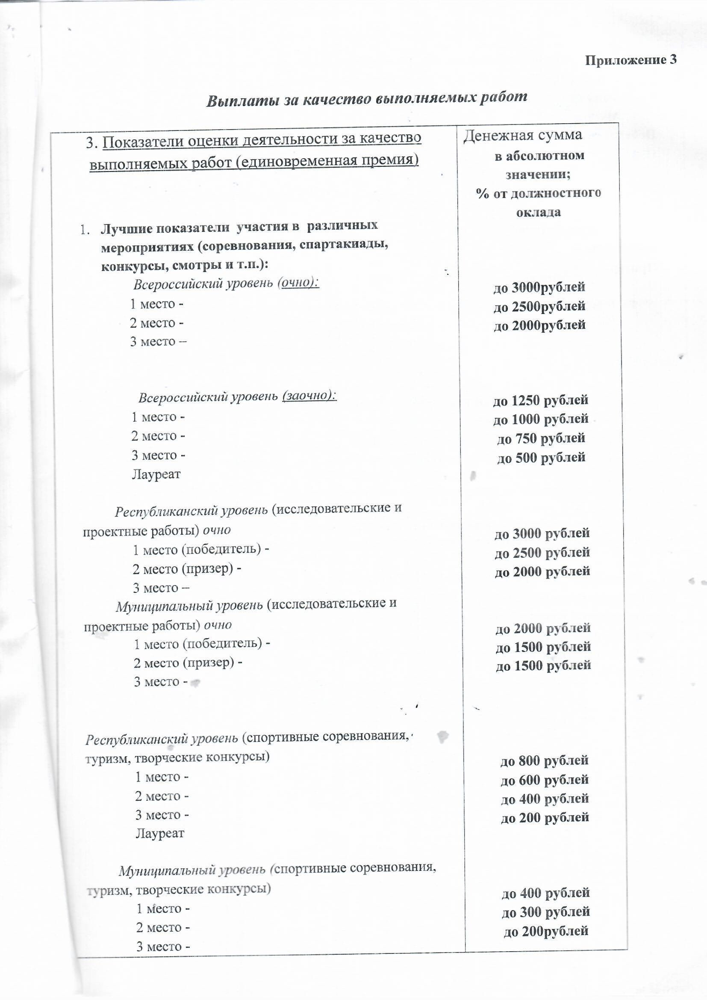 Приложение 3
Выплаты за качество выполняемых работ
3. Показатели оценки деятельности за качество
выполняемых работ (единовременная премия)
1. Лучшие показатели участия в различных
мероприятиях (соревнования, спартакиады,
конкурсы, смотры и т.п.):
Всероссийский уровень (очно):
1 место -
2 место -
3 место –
Всероссийский уровень (заочно):
1 место -
2 место -
3 место -
Лауреат
Республиканский уровень (исследовательские и
проектные работы) очно
1 место (победитель) -
2 место (призер) -
3 место –
Муниципальный уровень (исследовательские и
проектные работы) очно
1 место (победитель) -
2 место (призер) -
3 место -
Республиканский уровень (спортивные соревнования,
туризм, творческие конкурсы)
1 место -
2 место -
3 место -
Лауреат
Муниципальный уровень (спортивные соревнования,
туризм, творческие конкурсы)
1 место -
2 место -
3 место -
Денежная сумма
в абсолютном
значении;
% от должностного
оклада
до 3000рублей
до 2500рублей
до 2000рублей
до 1250 рублей
до 1000 рублей
до 750 рублей
до 500 рублей
до 3000 рублей
до 2500 рублей
до 2000 рублей
до 2000 рублей
до 1500 рублей
до 1500 рублей
до 800 рублей
до 600 рублей
до 400 рублей
до 200 рублей
до 400 рублей
до 300 рублей
до 200рублей